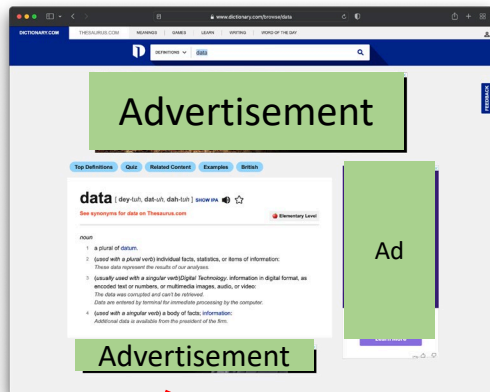 www.dictionary.com/browse/data
DICTIONARY.COM THESAURUS.COM MEANINGS GAMES LEARN WRITING WORD OF THE DAY
DEFINITIONS data
FEEDBACK
Advertisement
Top Definitions Quiz Related Content Examples British
data [ dey-tuh, dat-uh, dah-tuh ] SHOW IPA
See synonyms for data on Thesaurus.com
Elementary Level
noun
1 a plural of datum.
2 (used with a plural verb) individual facts, statistics, or items of information:
These data represent the results of our analyses.
3 (usually used with a singular verb)Digital Technology. information in digital format, as
encoded text or numbers, or multimedia images, audio, or video:
The data was corrupted and can't be retrieved.
Data are entered by terminal for immediate processing by the computer.
4 (used with a singular verb) a body of facts; information:
Additional data is available from the president of the firm.
Ad
Advertisement